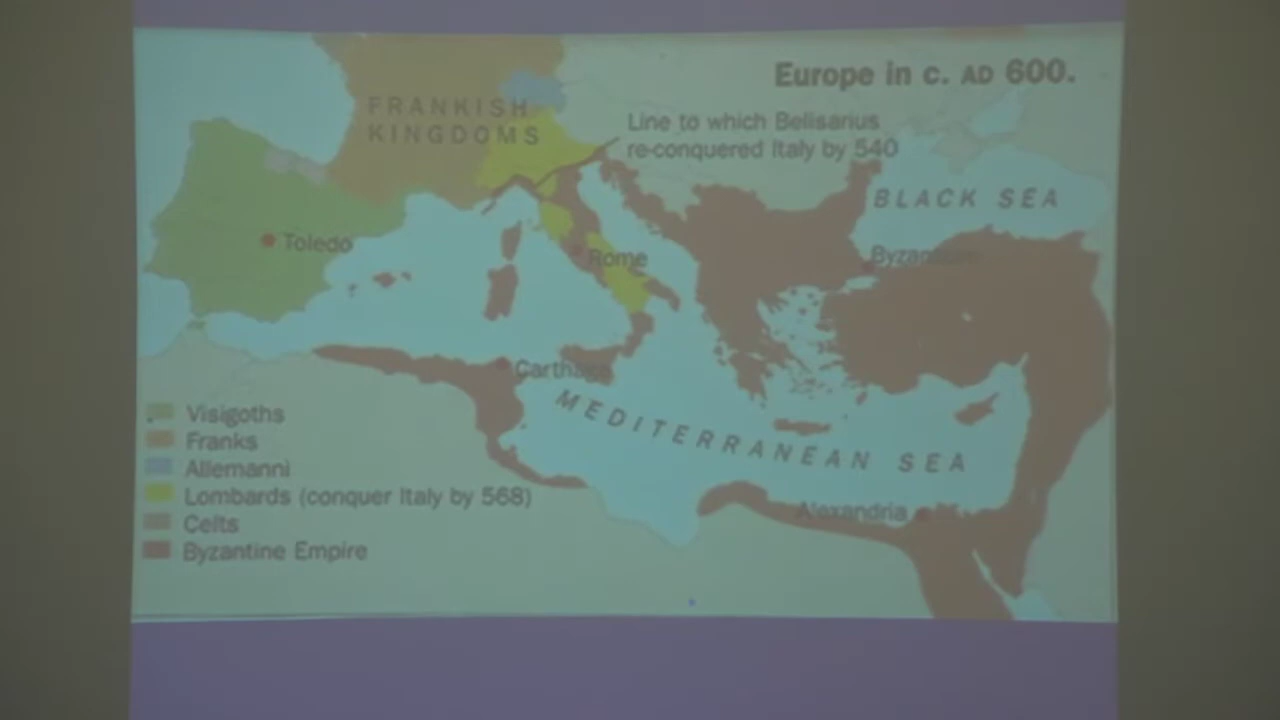 Europe in c. AD 600.
FRANKISH
KINGDOMS
Line to which Belisarius
re-conquered Italy by 540
BLACK SEA
Toledo
Rome
Byzantium
Carthage
MEDITERRANEAN SEA
Alexandria
Visigoths
Franks
Allemanni
Lombards (conquer Italy by 568)
Celts
Byzantine Empire